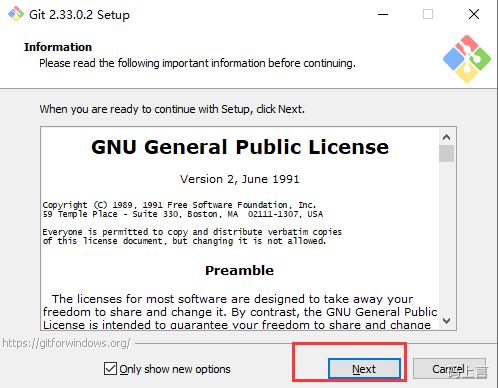 Git 2.33.0.2 Setup
Information
Please read the following important information before continuing.
When you are ready to continue with Setup, click Next.
GNU General Public License
Version 2, June 1991
Copyright (C) 1989, 1991 Free Software Foundation, Inc.
59 Temple Place - Suite 330, Boston, MA  02111-1307, USA
Everyone is permitted to copy and distribute verbatim copies
of this license document, but changing it is not allowed.
Preamble
The licenses for most software are designed to take away your
freedom to share and change it. By contrast, the GNU General Public
License is intended to guarantee your freedom to share and change
https://gitforwindows.org/
Only show new options
Next
Cancel